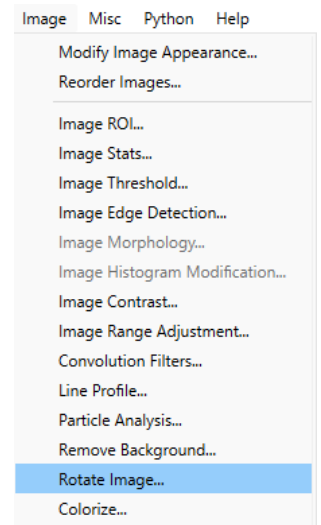 Image Misc Python Help
Modify Image Appearance...
Reorder Images...
Image ROI...
Image Stats...
Image Threshold...
Image Edge Detection...
Image Morphology...
Image Histogram Modification...
Image Contrast...
Image Range Adjustment...
Convolution Filters...
Line Profile...
Particle Analysis...
Remove Background...
Rotate Image...
Colorize...